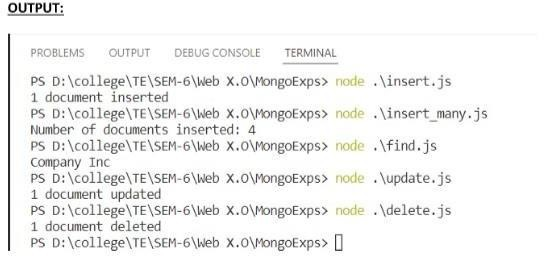 OUTPUT:
PROBLEMS OUTPUT DEBUG CONSOLE TERMINAL
PS D:\college\TE\SEM-6\Web X.O\MongoExps> node .\insert.js
1 document inserted
PS D:\college\TE\SEM-6\Web X.O\MongoExps> node .\insert_many.js
Number of documents inserted: 4
PS D:\college\TE\SEM-6\Web X.O\MongoExps> node .\find.js
Company Inc
PS D:\college\TE\SEM-6\Web X.O\MongoExps> node .\update.js
1 document updated
PS D:\college\TE\SEM-6\Web X.O\MongoExps> node .\delete.js
1 document deleted
PS D:\college\TE\SEM-6\Web X.O\MongoExps>